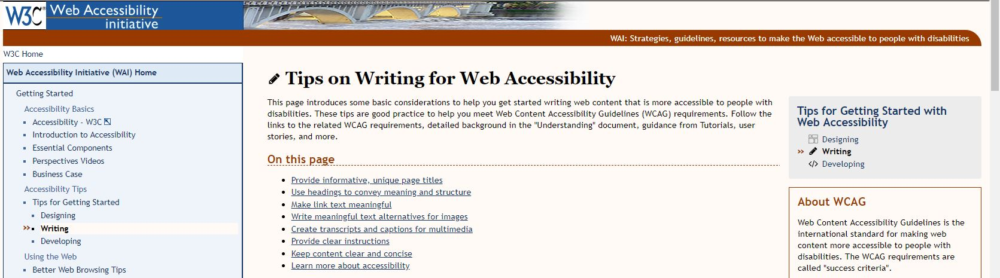 W3C® Web Accessibility
initiative
WAI: Strategies, guidelines, resources to make the Web accessible to people with disabilities
W3C Home
Web Accessibility Initiative (WAI) Home
Getting Started
Accessibility Basics
Accessibility - W3C
Introduction to Accessibility
Essential Components
Perspectives Videos
Business Case
Accessibility Tips
Tips for Getting Started
Designing
» Writing
Developing
Using the Web
Better Web Browsing Tips
Tips on Writing for Web Accessibility
This page introduces some basic considerations to help you get started writing web content that is more accessible to people with
disabilities. These tips are good practice to help you meet Web Content Accessibility Guidelines (WCAG) requirements. Follow the
links to the related WCAG requirements, detailed background in the "Understanding" document, guidance from Tutorials, user
stories, and more.
On this page
• Provide informative, unique page titles
• Use headings to convey meaning and structure
• Make link text meaningful
• Write meaningful text alternatives for images
• Create transcripts and captions for multimedia
• Provide clear instructions
• Keep content clear and concise
• Learn more about accessibility
Tips for Getting Started with
Web Accessibility
Designing
» Writing
</> Developing
About WCAG
Web Content Accessibility Guidelines is the
international standard for making web
content more accessible to people with
disabilities. The WCAG requirements are
called "success criteria".